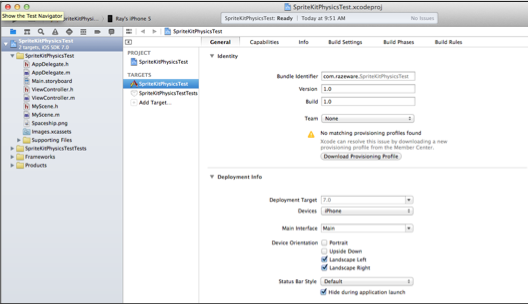 SpriteKitPhysicsTest.xcodeproj
Show the Test Navigator
SpriteKitPhysi...
Ray's iPhone 5
SpriteKitPhysicsTest: Ready
Today at 9:51 AM
No Issues
SpriteKitPhysicsTest
SpriteKitPhysicsTest
2 targets, iOS SDK 7.0
SpriteKitPhysicsTest
AppDelegate.h
AppDelegate.m
Main.storyboard
ViewController.h
ViewController.m
MyScene.h
MyScene.m
Spaceship.png
Images.xcassets
Supporting Files
SpriteKitPhysicsTestTests
Frameworks
Products
PROJECT
SpriteKitPhysicsTest
TARGETS
SpriteKitPhysicsTest
SpriteKitPhysicsTestTests
Add Target...
General
Capabilities
Info
Build Settings
Build Phases
Build Rules
Identity
Bundle Identifier com.razeware.SpriteKitPhysicsTest
Version 1.0
Build 1.0
Team None
No matching provisioning profiles found
Xcode can resolve this issue by downloading a new
provisioning profile from the Member Center.
Download Provisioning Profile
Deployment Info
Deployment Target 7.0
Devices iPhone
Main Interface Main
Device Orientation Portrait
Upside Down
Landscape Left
Landscape Right
Status Bar Style Default
Hide during application launch